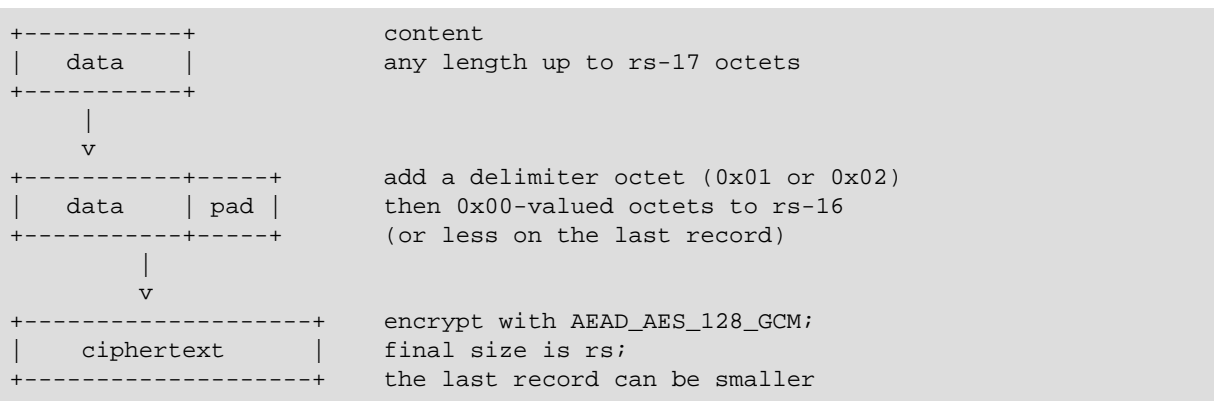 +-----------+             content
|   data    |             any length up to rs-17 octets
+-----------+
     |
     v
+-----------+-----+       add a delimiter octet (0x01 or 0x02)
|   data    | pad |       then 0x00-valued octets to rs-16
+-----------+-----+       (or less on the last record)
         |
         v
+--------------------+    encrypt with AEAD_AES_128_GCM;
|    ciphertext      |    final size is rs;
+--------------------+    the last record can be smaller